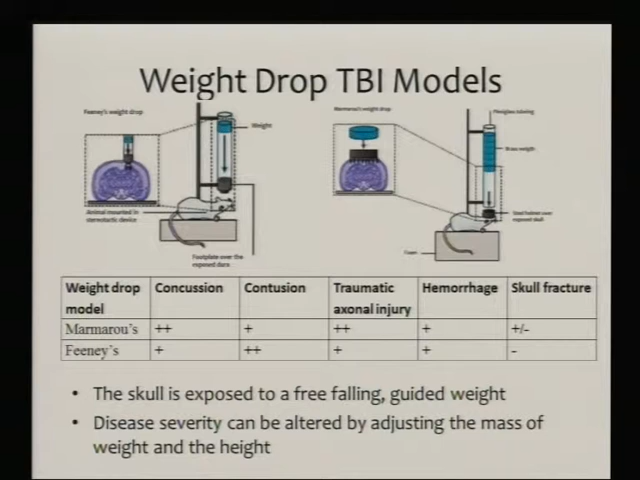 Weight Drop TBI Models
Feeney's weight drop
Weight
Animal mounted in
stereotactic device
Footplate over the
exposed dura
Marmarou's weight drop
Plexiglas tubing
Brass weight
Steel helmet over
exposed skull
Foam
Weight drop model | Concussion | Contusion | Traumatic axonal injury | Hemorrhage | Skull fracture
Marmarou's | ++ | + | ++ | + | +/-
Feeney's | + | ++ | + | + | -
• The skull is exposed to a free falling, guided weight
• Disease severity can be altered by adjusting the mass of
weight and the height